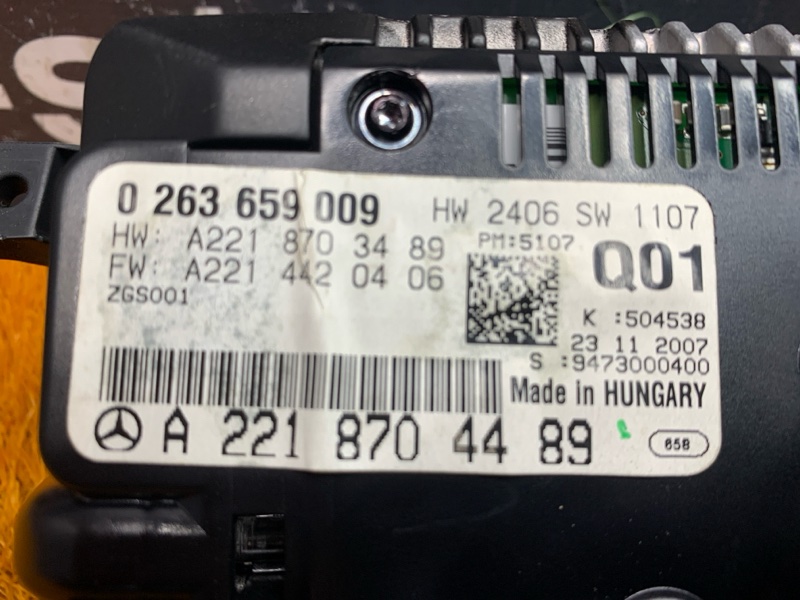 0 263 659 009 HW 2406 SW 1107
HW: A221 870 34 89 PM:5107
FW: A221 442 04 06 Q01
ZGS001
K :504538
23 11 2007
S :9473000400
Made in HUNGARY
A 221 870 44 89 658